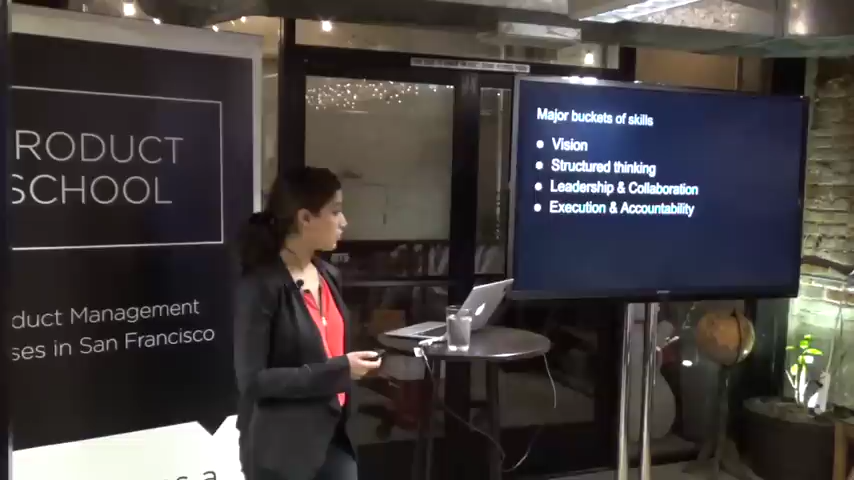 RODUCT
SCHOOL
duct Management
ses in San Francisco
s a
Major buckets of skills
Vision
Structured thinking
Leadership & Collaboration
Execution & Accountability